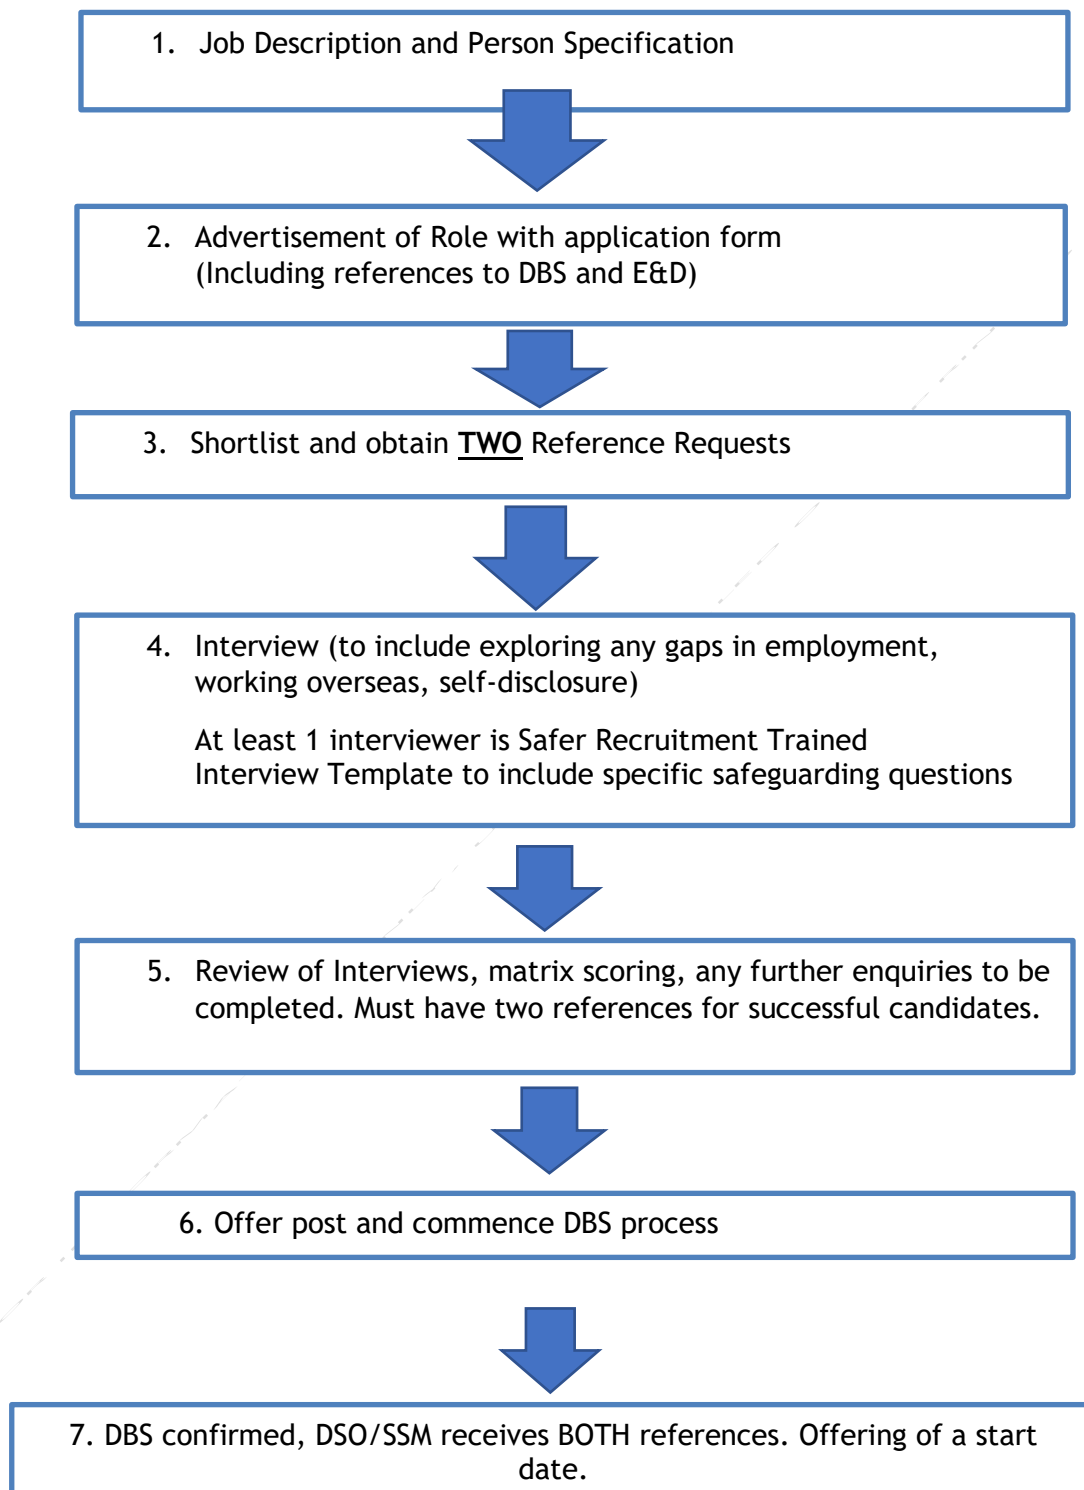 1. Job Description and Person Specification
2. Advertisement of Role with application form
(Including references to DBS and E&D)
3. Shortlist and obtain TWO Reference Requests
4. Interview (to include exploring any gaps in employment,
working overseas, self-disclosure)
At least 1 interviewer is Safer Recruitment Trained
Interview Template to include specific safeguarding questions
5. Review of Interviews, matrix scoring, any further enquiries to be
completed. Must have two references for successful candidates.
6. Offer post and commence DBS process
7. DBS confirmed, DSO/SSM receives BOTH references. Offering of a start
date.